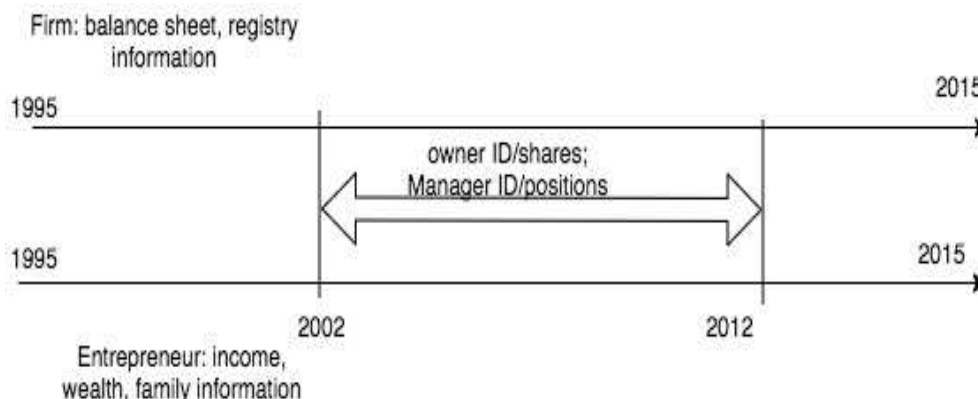 Firm: balance sheet, registry
information
1995
2015
owner ID/shares;
Manager ID/positions
1995
2015
2002
2012
Entrepreneur: income,
wealth, family information